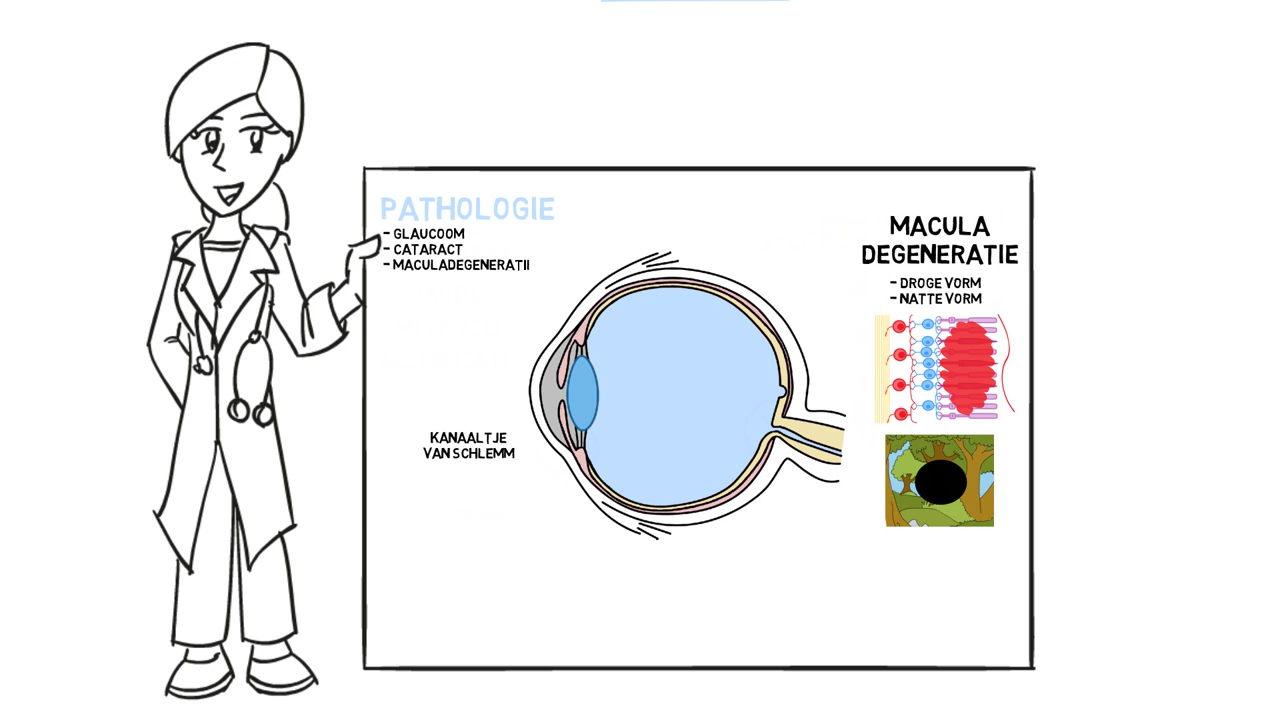 PATHOLOGIE
- GLAUCOOM
- CATARACT
- MACULADEGENERATII
KANAALTJE
VAN SCHLEMM
MACULA
DEGENERATIE
- DROGE VORM
- NATTE VORM